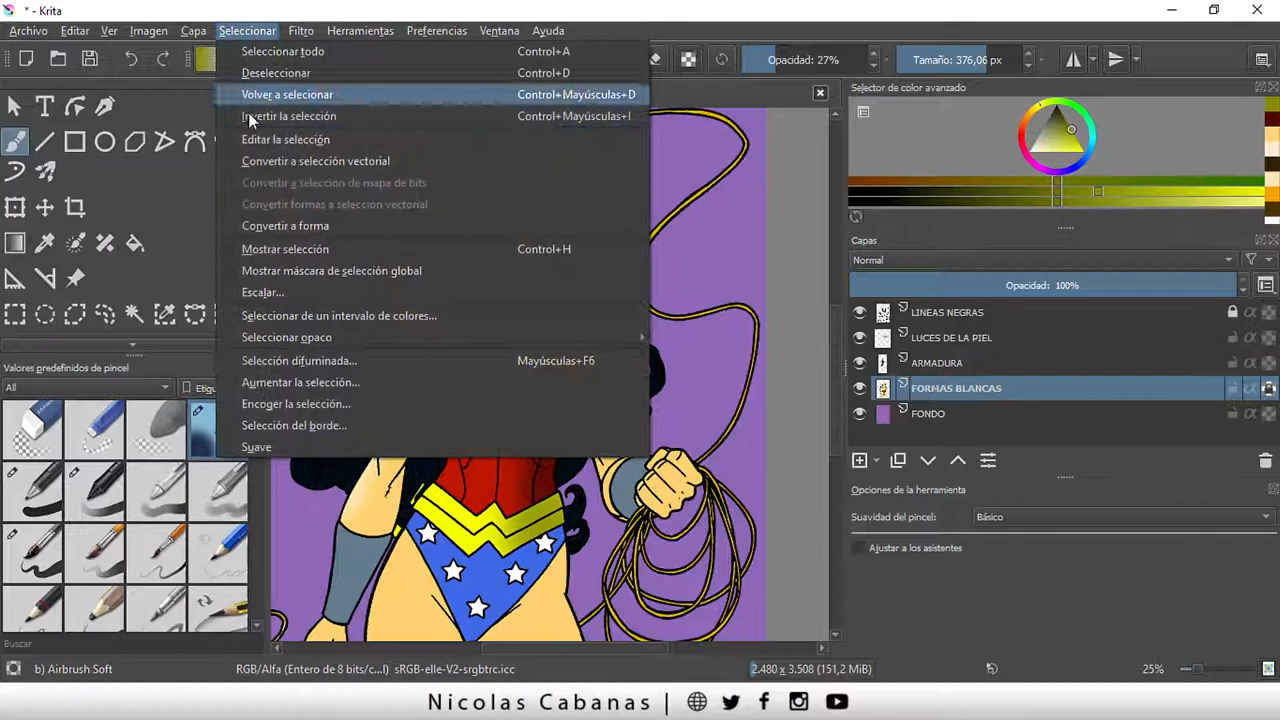 * - Krita
Archivo Editar Ver Imagen Capa Seleccionar Filtro Herramientas Preferencias Ventana Ayuda
Opacidad: 27%
Tamaño: 376,06 px
Seleccionar todo Control+A
Deseleccionar Control+D
Volver a selecionar Control+Mayúsculas+D
Invertir la selección Control+Mayúsculas+I
Editar la selección
Convertir a selección vectorial
Convertir a selección de mapa de bits
Convertir formas a seleccion vectorial
Convertir a forma
Mostrar selección Control+H
Mostrar máscara de selección global
Escalar...
Seleccionar de un intervalo de colores...
Seleccionar opaco
Selección difuminada... Mayúsculas+F6
Aumentar la selección...
Encoger la selección...
Selección del borde...
Suave
Valores predefinidos de pincel
All
Etiqu
Buscar
Selector de color avanzado
Capas
Normal
Opacidad: 100%
LINEAS NEGRAS
LUCES DE LA PIEL
ARMADURA
FORMAS BLANCAS
FONDO
Opciones de la herramienta
Suavidad del pincel: Básico
Ajustar a los asistentes
b) Airbrush Soft
RGB/Alfa (Entero de 8 bits/c...l) sRGB-elle-V2-srgbtrc.icc
2.480 x 3.508 (151,2 MiB)
25%
Nicolas Cabanas |